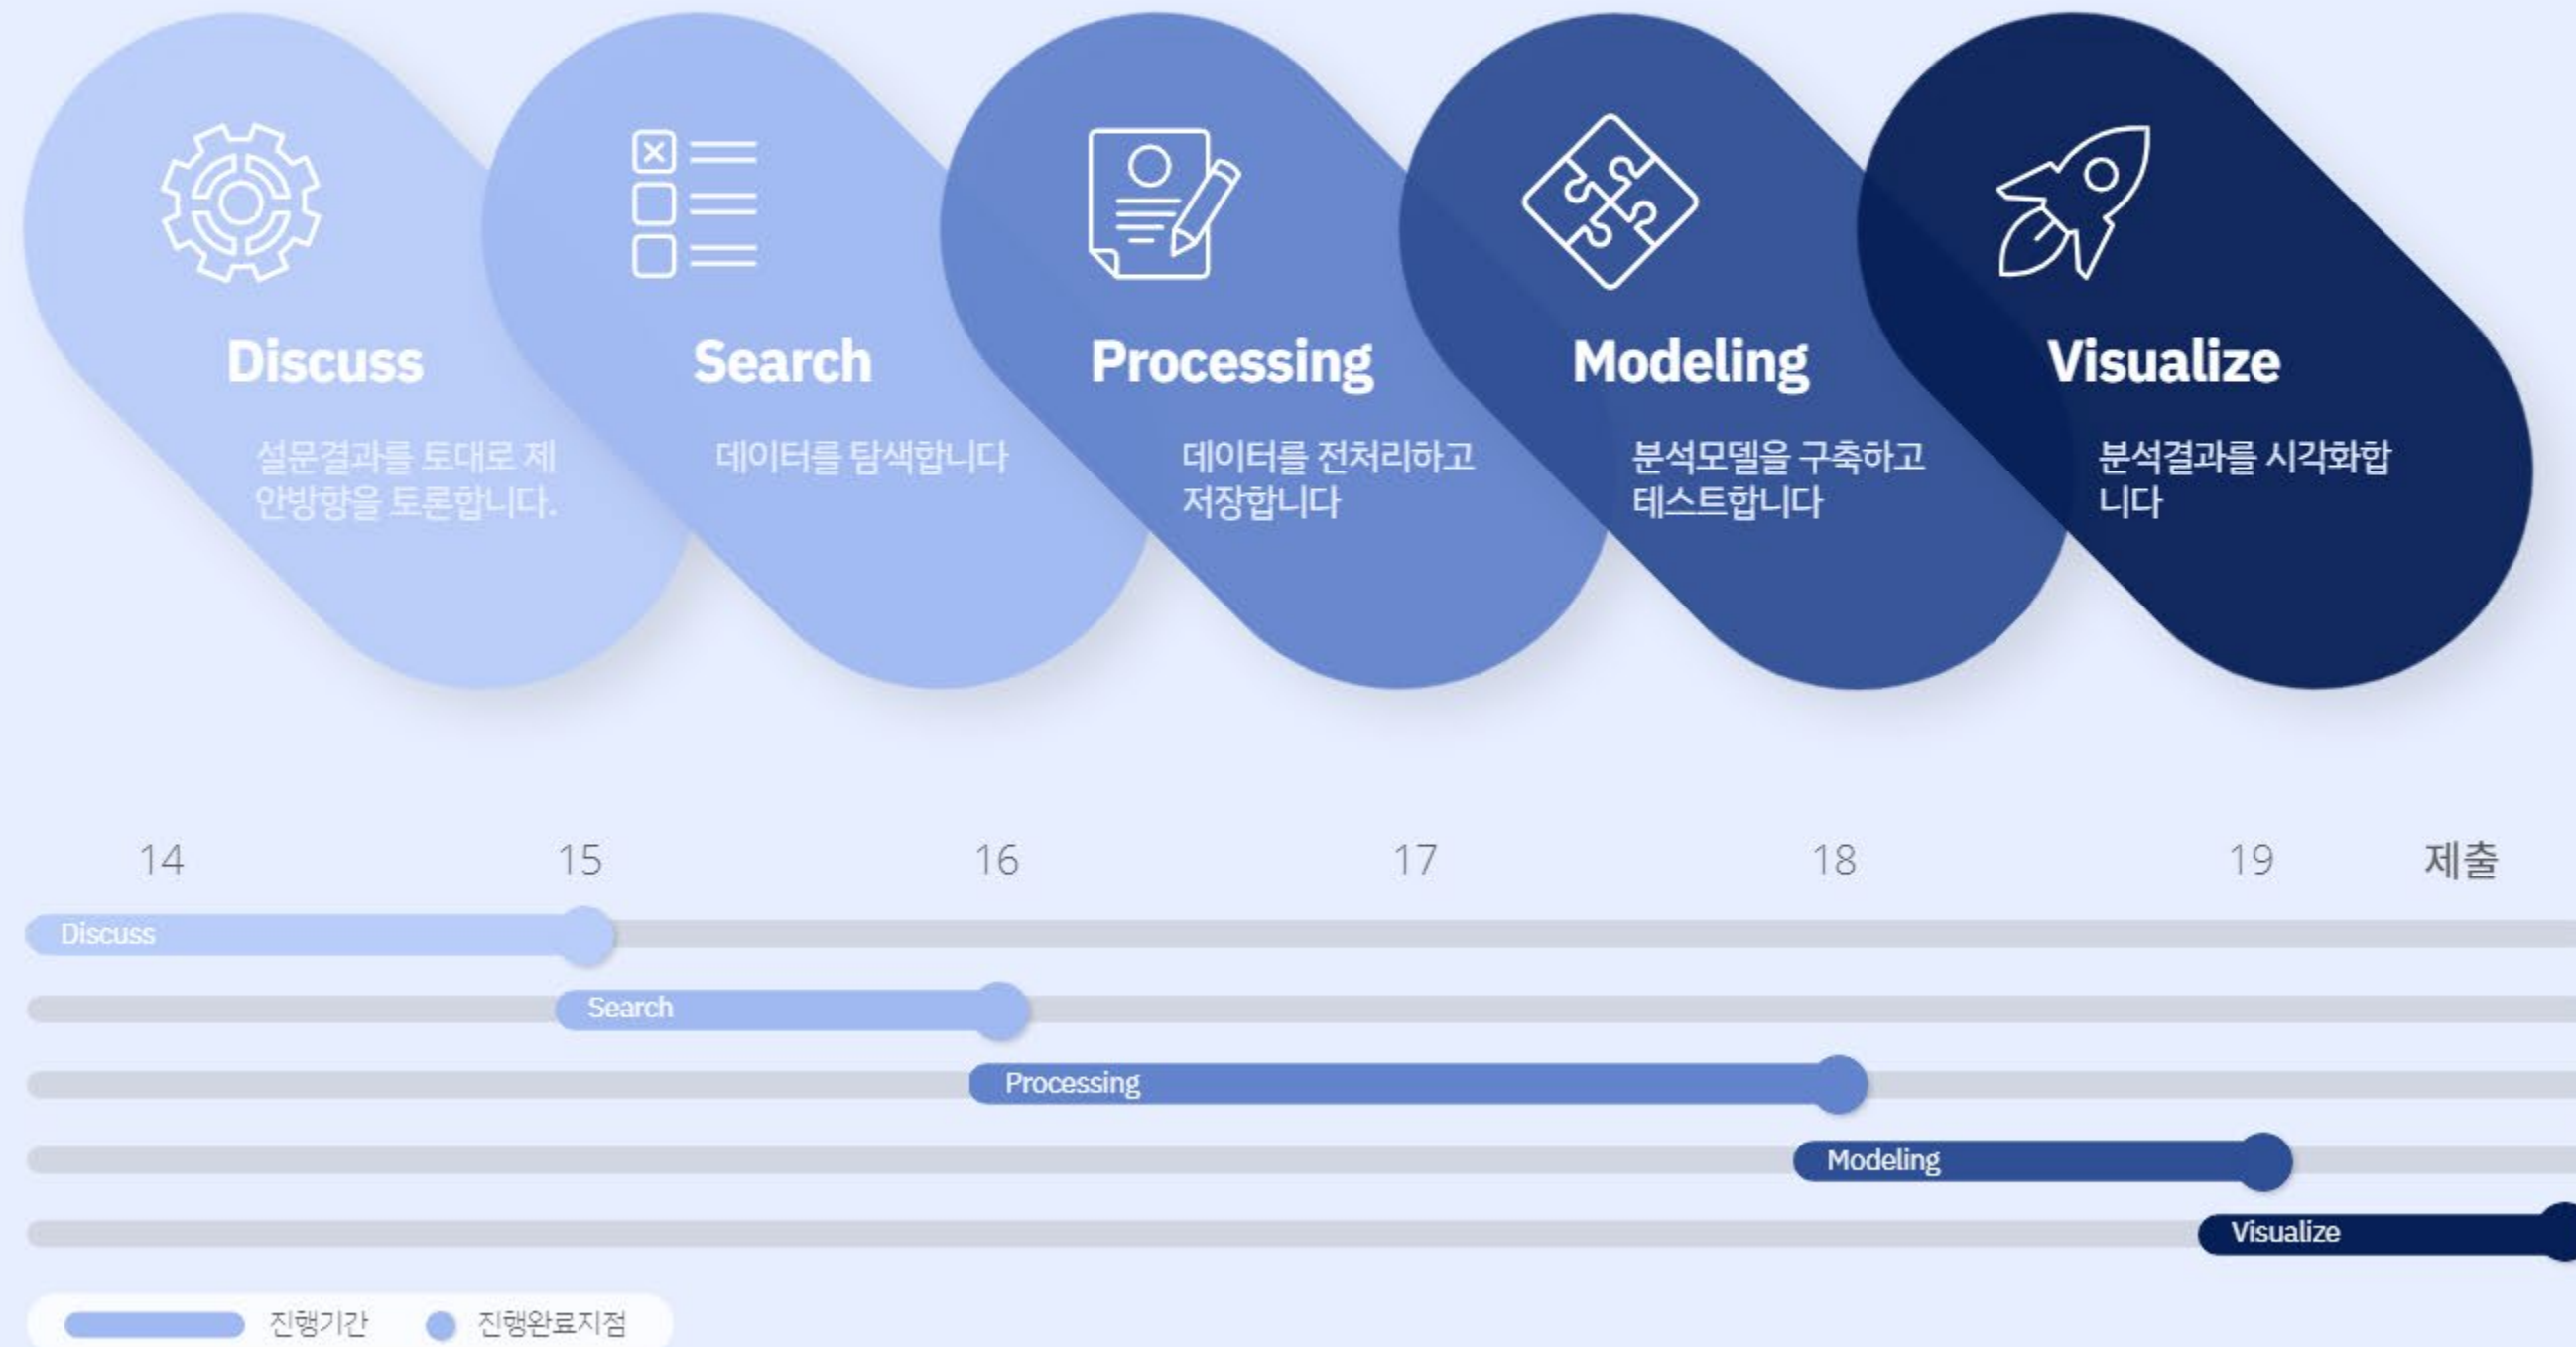 Discuss
설문결과를 토대로 제
안방향을 토론합니다.
Search
데이터를 탐색합니다
Processing
데이터를 전처리하고
저장합니다
Modeling
분석모델을 구축하고
테스트합니다
Visualize
분석결과를 시각화합
니다
14 15 16 17 18 19 제출
Discuss
Search
Processing
Modeling
Visualize
진행기간 진행완료지점